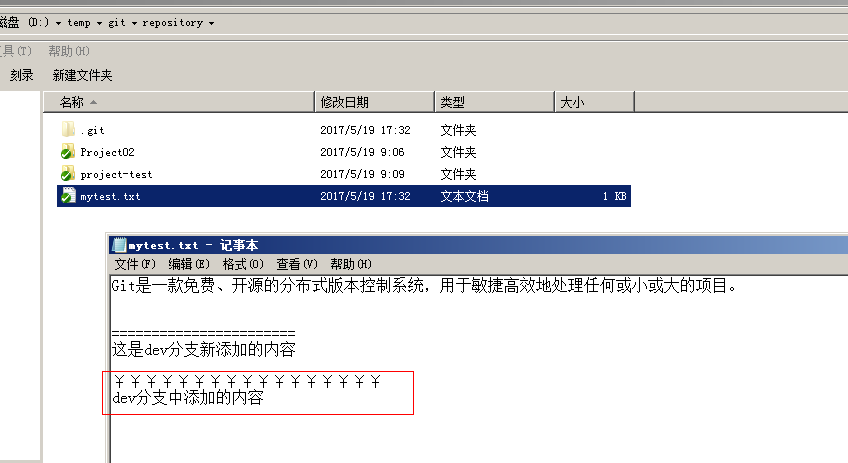 磁盘 (D:) ▾ temp ▾ git ▾ repository ▾
工具(T) 帮助(H)
刻录 新建文件夹
名称 修改日期 类型 大小
.git 2017/5/19 17:32 文件夹
Project02 2017/5/19 9:06 文件夹
project-test 2017/5/19 9:09 文件夹
mytest.txt 2017/5/19 17:32 文本文档 1 KB
mytest.txt - 记事本
文件(F) 编辑(E) 格式(O) 查看(V) 帮助(H)
Git是一款免费、开源的分布式版本控制系统，用于敏捷高效地处理任何或小或大的项目。
=======================
这是dev分支新添加的内容
￥￥￥￥￥￥￥￥￥￥￥￥￥￥￥￥￥
dev分支中添加的内容